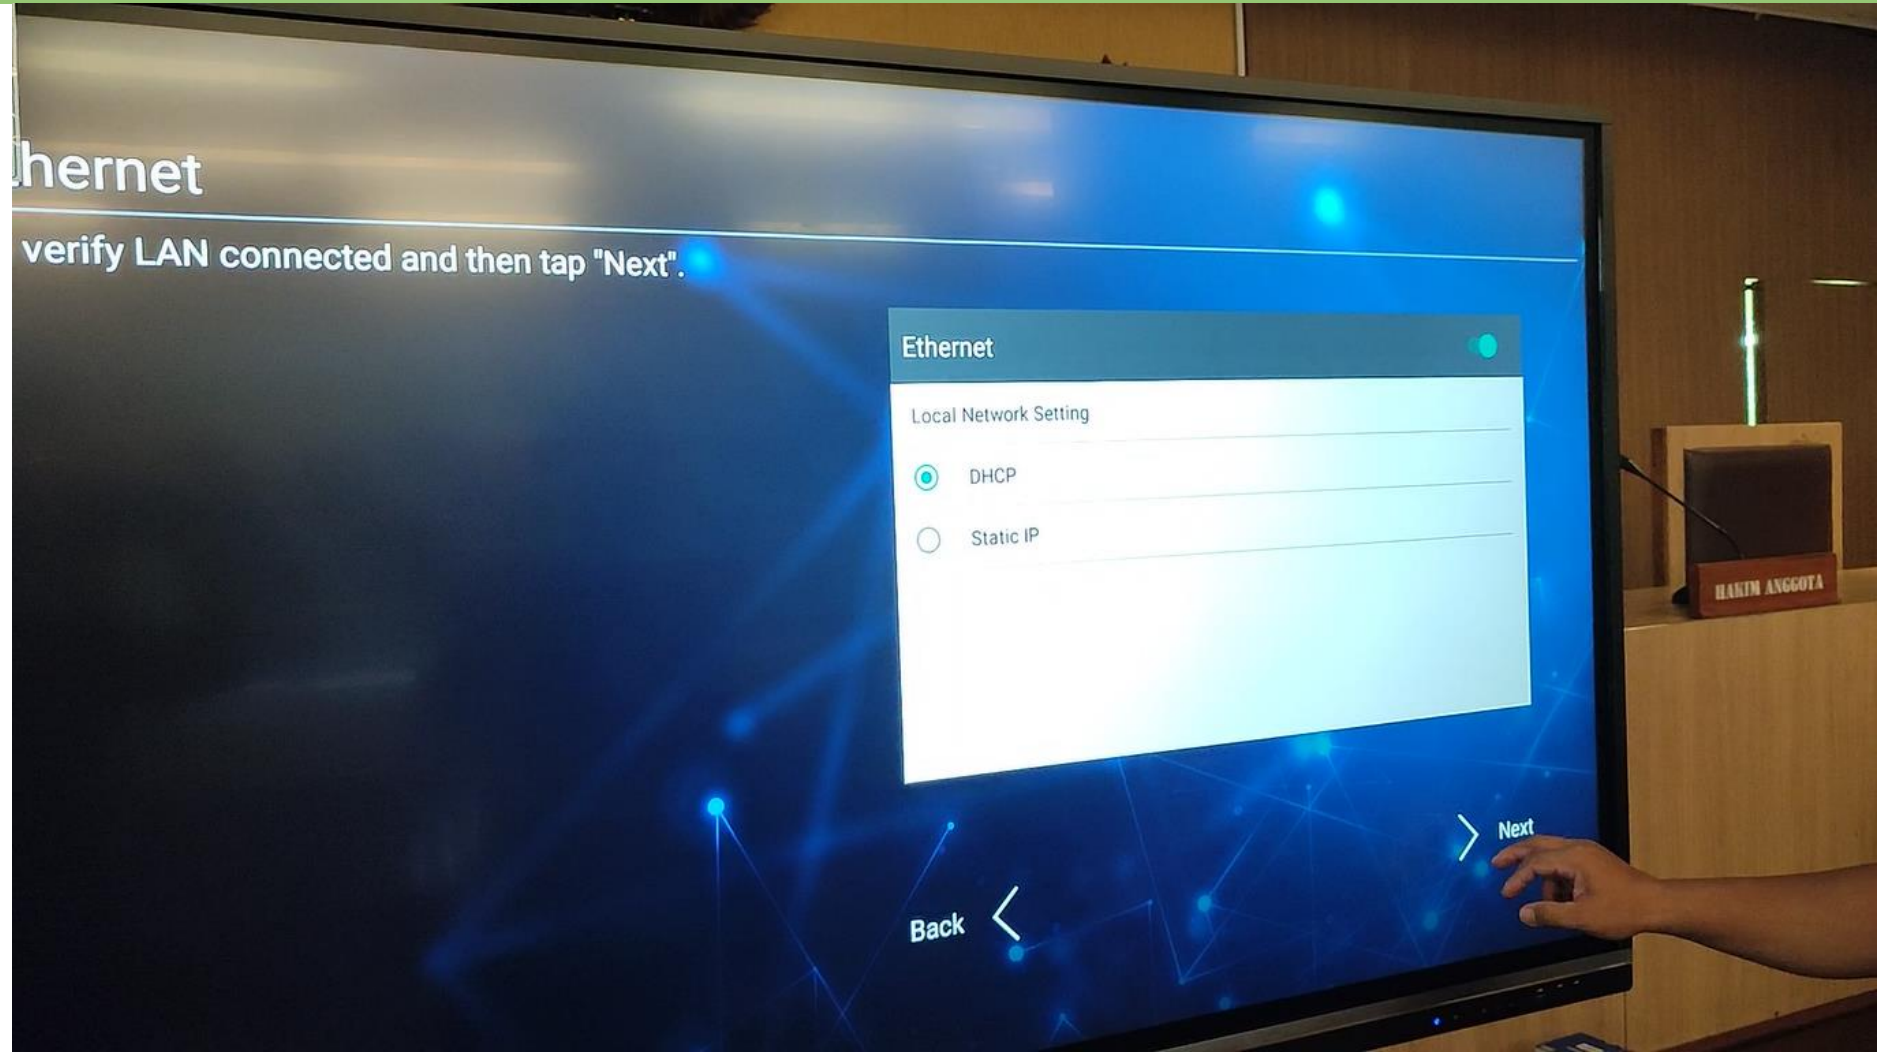 hernet
verify LAN connected and then tap "Next".
Ethernet
Local Network Setting
DHCP
Static IP
Next
Back
HAKIM ANGGOTA